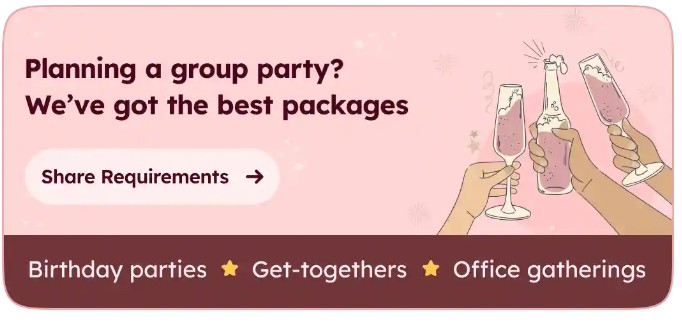 Planning a group party?
We’ve got the best packages
Share Requirements →
Birthday parties ★ Get-togethers ★ Office gatherings